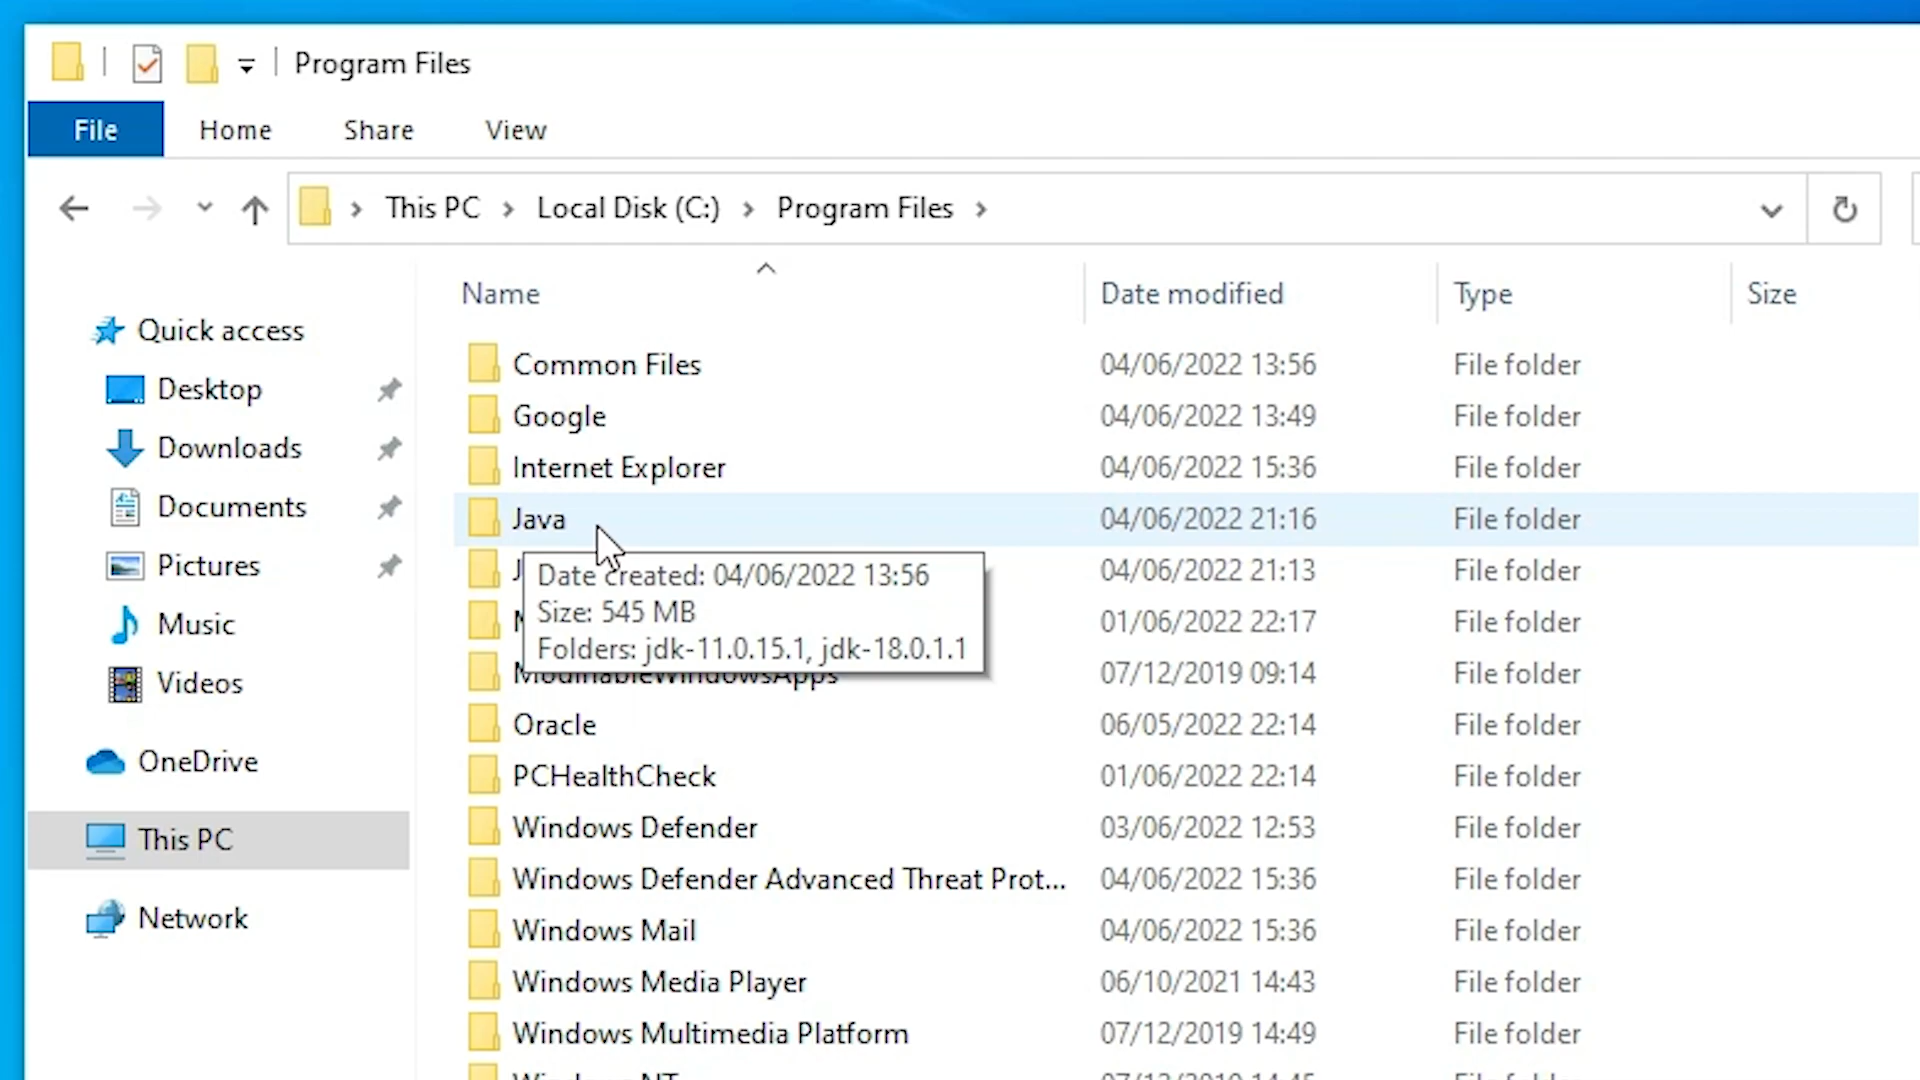 Program Files
File Home Share View
This PC Local Disk (C:) Program Files
Name Date modified Type Size
Quick access
Desktop
Downloads
Documents
Pictures
Music
Videos
OneDrive
This PC
Network
Common Files 04/06/2022 13:56 File folder
Google 04/06/2022 13:49 File folder
Internet Explorer 04/06/2022 15:36 File folder
Java 04/06/2022 21:16 File folder
J 04/06/2022 21:13 File folder
01/06/2022 22:17 File folder
ModifiableWindowsApps 07/12/2019 09:14 File folder
Date created: 04/06/2022 13:56
Size: 545 MB
Folders: jdk-11.0.15.1, jdk-18.0.1.1
Oracle 06/05/2022 22:14 File folder
PCHealthCheck 01/06/2022 22:14 File folder
Windows Defender 03/06/2022 12:53 File folder
Windows Defender Advanced Threat Prot... 04/06/2022 15:36 File folder
Windows Mail 04/06/2022 15:36 File folder
Windows Media Player 06/10/2021 14:43 File folder
Windows Multimedia Platform 07/12/2019 14:49 File folder